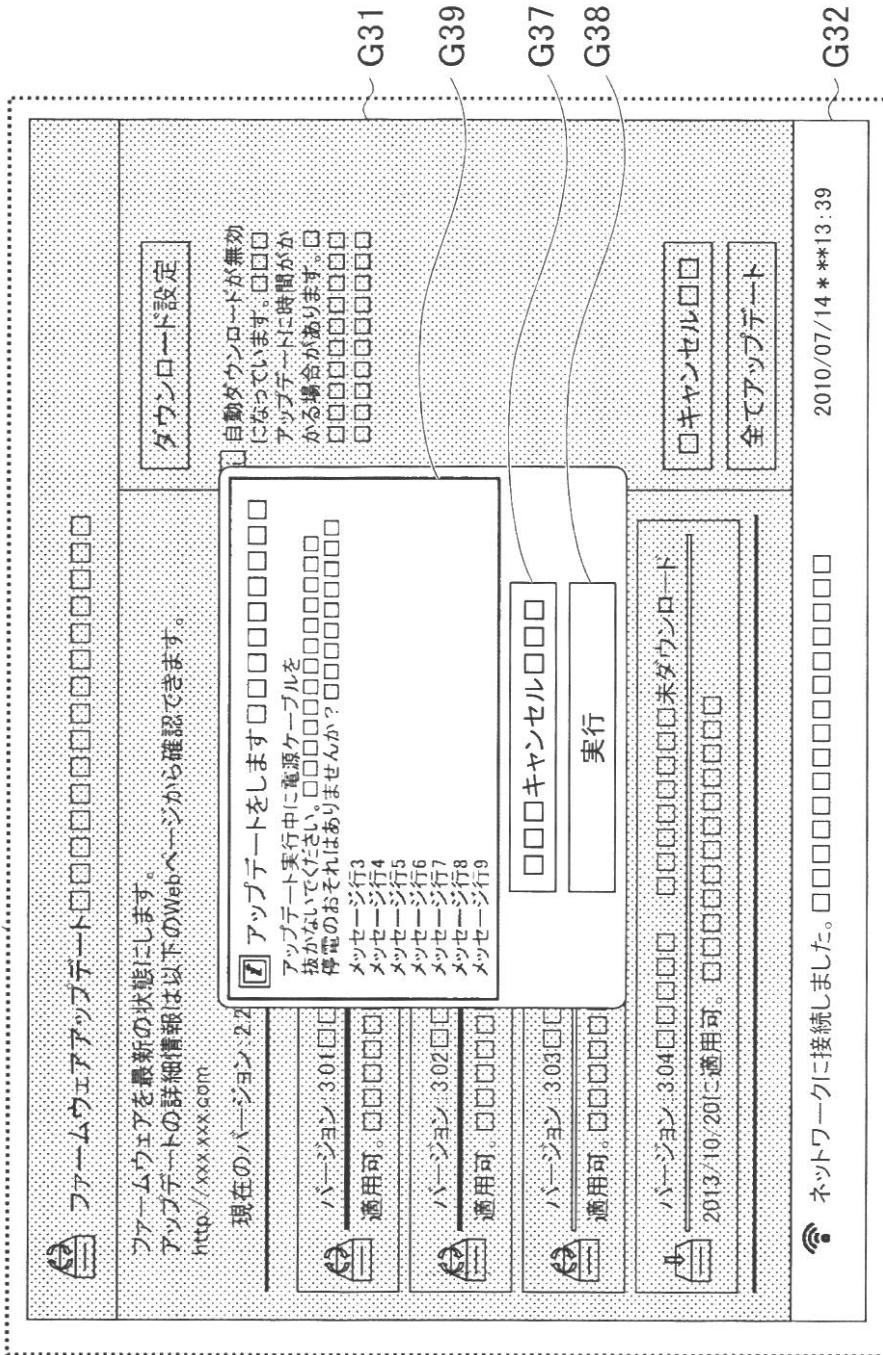 ファームウェアアップデート□□□□□□□□□□□□□□
ファームウェアを最新の状態にします。
アップデートの詳細情報は以下のWebページから確認できます。
http://xxx.xxx.com
ダウンロード設定
現在のバージョン 2.2
自動ダウンロードが無効
になっています。□□□
アップデートに時間がか
かる場合があります。□
□□□□□□□□□□
□□□□□□□□□□
バージョン:3.01□□
適用可。□□□□□
バージョン:3.02□□
適用可。□□□□□
バージョン:3.03□□
適用可。□□□□□
バージョン:3.04□□□□□ □□□□□□□□□未ダウンロード
2013/10/20に適用可。□□□□□□□□□□□□□
i アップデートをします□□□□□□□□□□
アップデート実行中に電源ケーブルを
抜かないでください。□□□□□□□□□□□□□
停電のおそれはありませんか?□□□□□□□□□□
メッセージ行3
メッセージ行4
メッセージ行5
メッセージ行6
メッセージ行7
メッセージ行8
メッセージ行9
□□□キャンセル□□□
実行
□キャンセル□□
全てアップデート
ネットワークに接続しました。□□□□□□□□□□□□□□□□
2010/07/14***13:39
G31
G39
G37
G38
G32